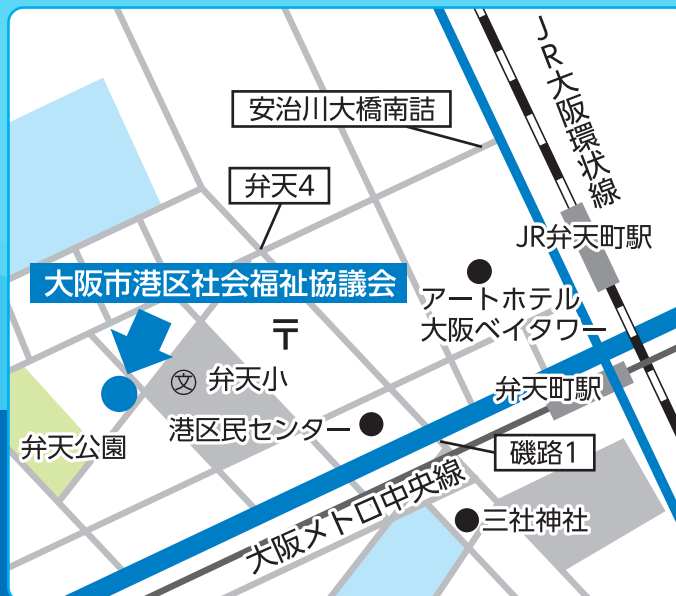 JR大阪環状線
安治川大橋南詰
弁天4
JR弁天町駅
大阪市港区社会福祉協議会
アートホテル
大阪ベイタワー
〒
文
弁天小
弁天町駅
港区民センター
弁天公園
磯路1
大阪メトロ中央線
三社神社